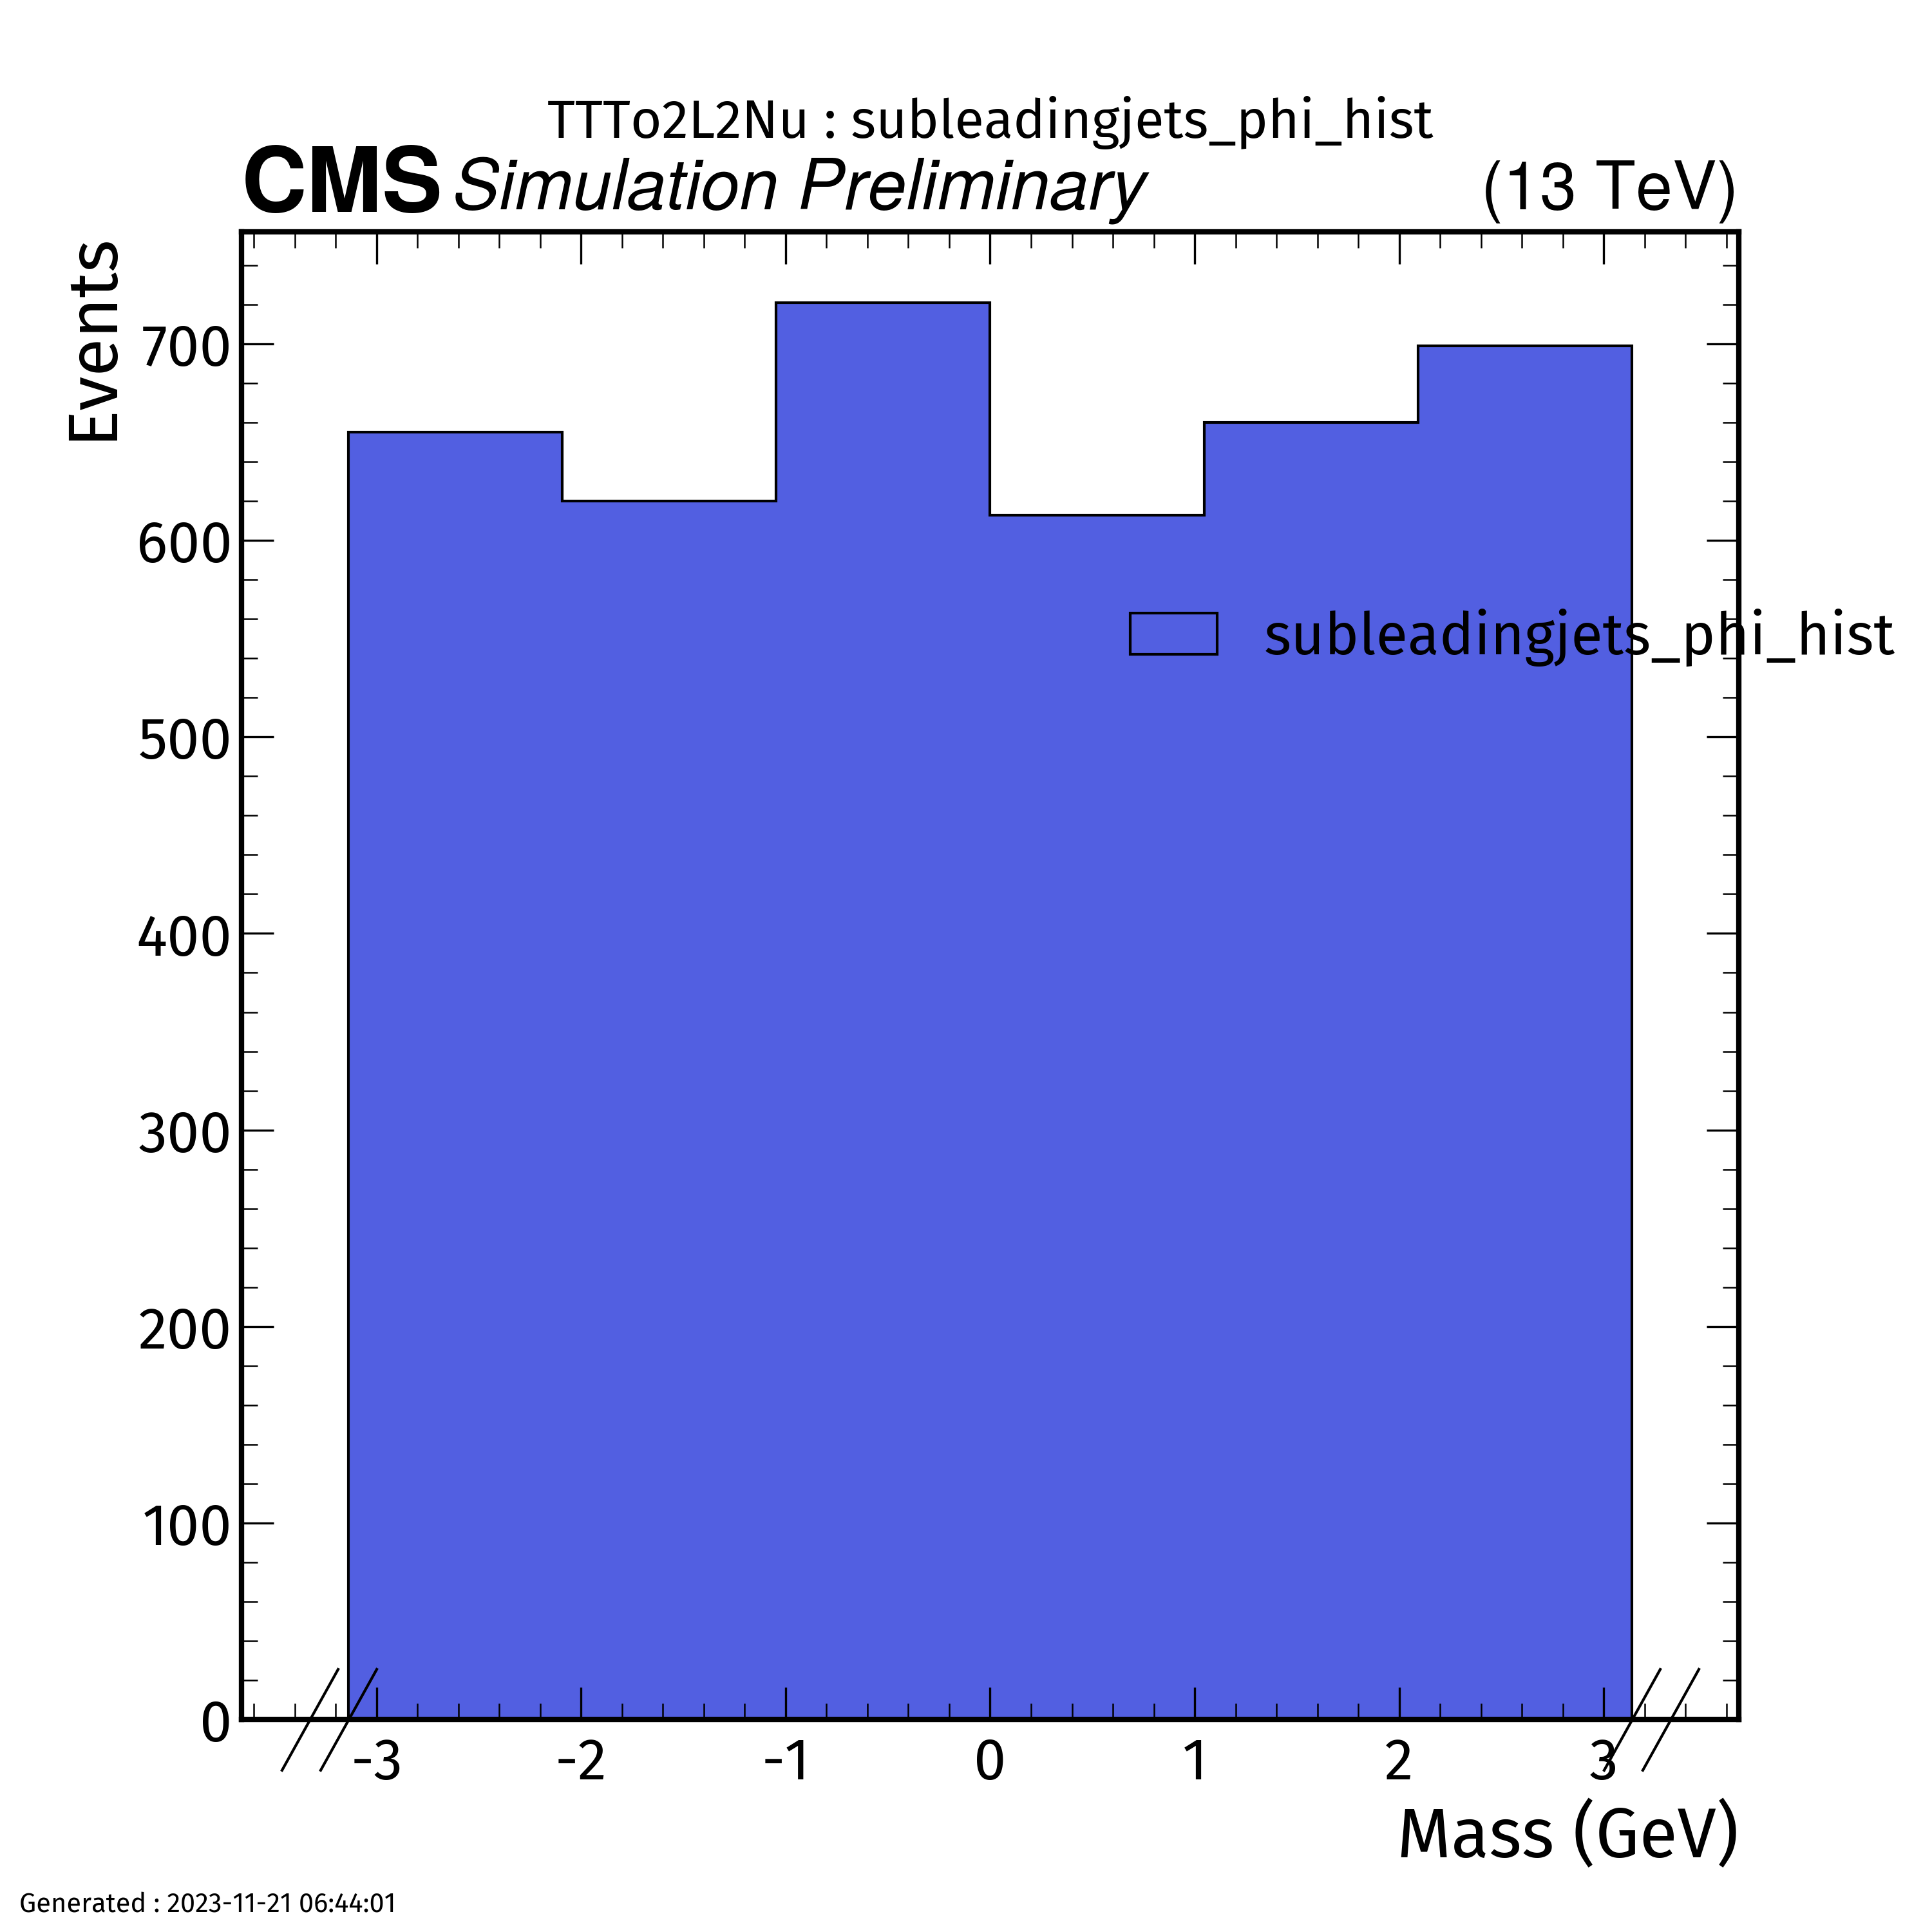 TTTo2L2Nu : subleadingjets_phi_hist
CMS Simulation Preliminary (13 TeV)
Events
700
600
subleadingjets_phi_hist
500
400
300
200
100
0
-3 -2 -1 0 1 2 3
Mass (GeV)
Generated : 2023-11-21 06:44:01